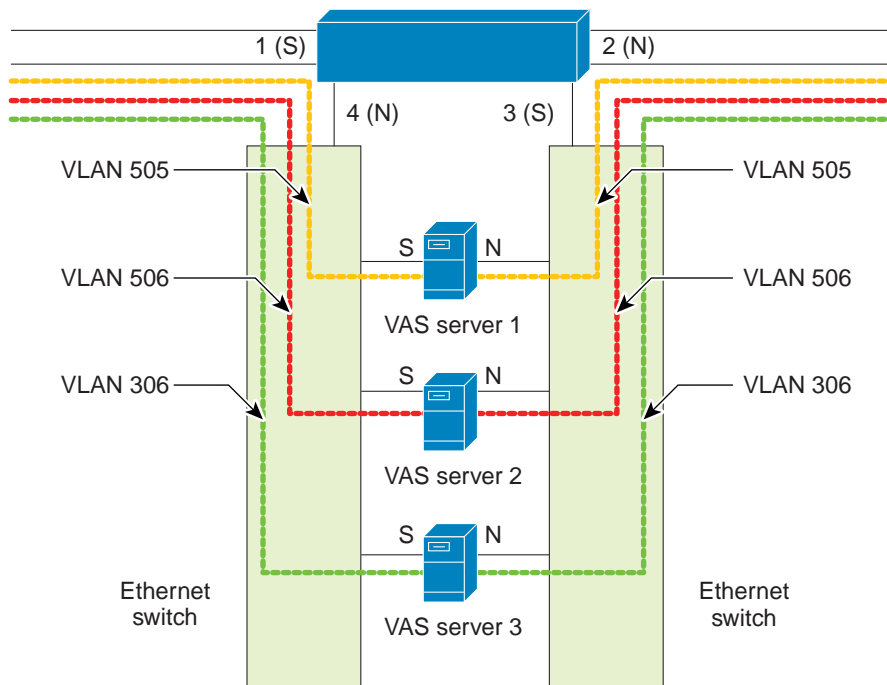 1 (S)
2 (N)
4 (N)
3 (S)
VLAN 505
VLAN 505
S
N
VLAN 506
VLAN 506
VAS server 1
S
N
VLAN 306
VLAN 306
VAS server 2
S
N
Ethernet
switch
Ethernet
switch
VAS server 3